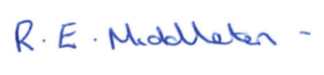 R. E. Middleton -